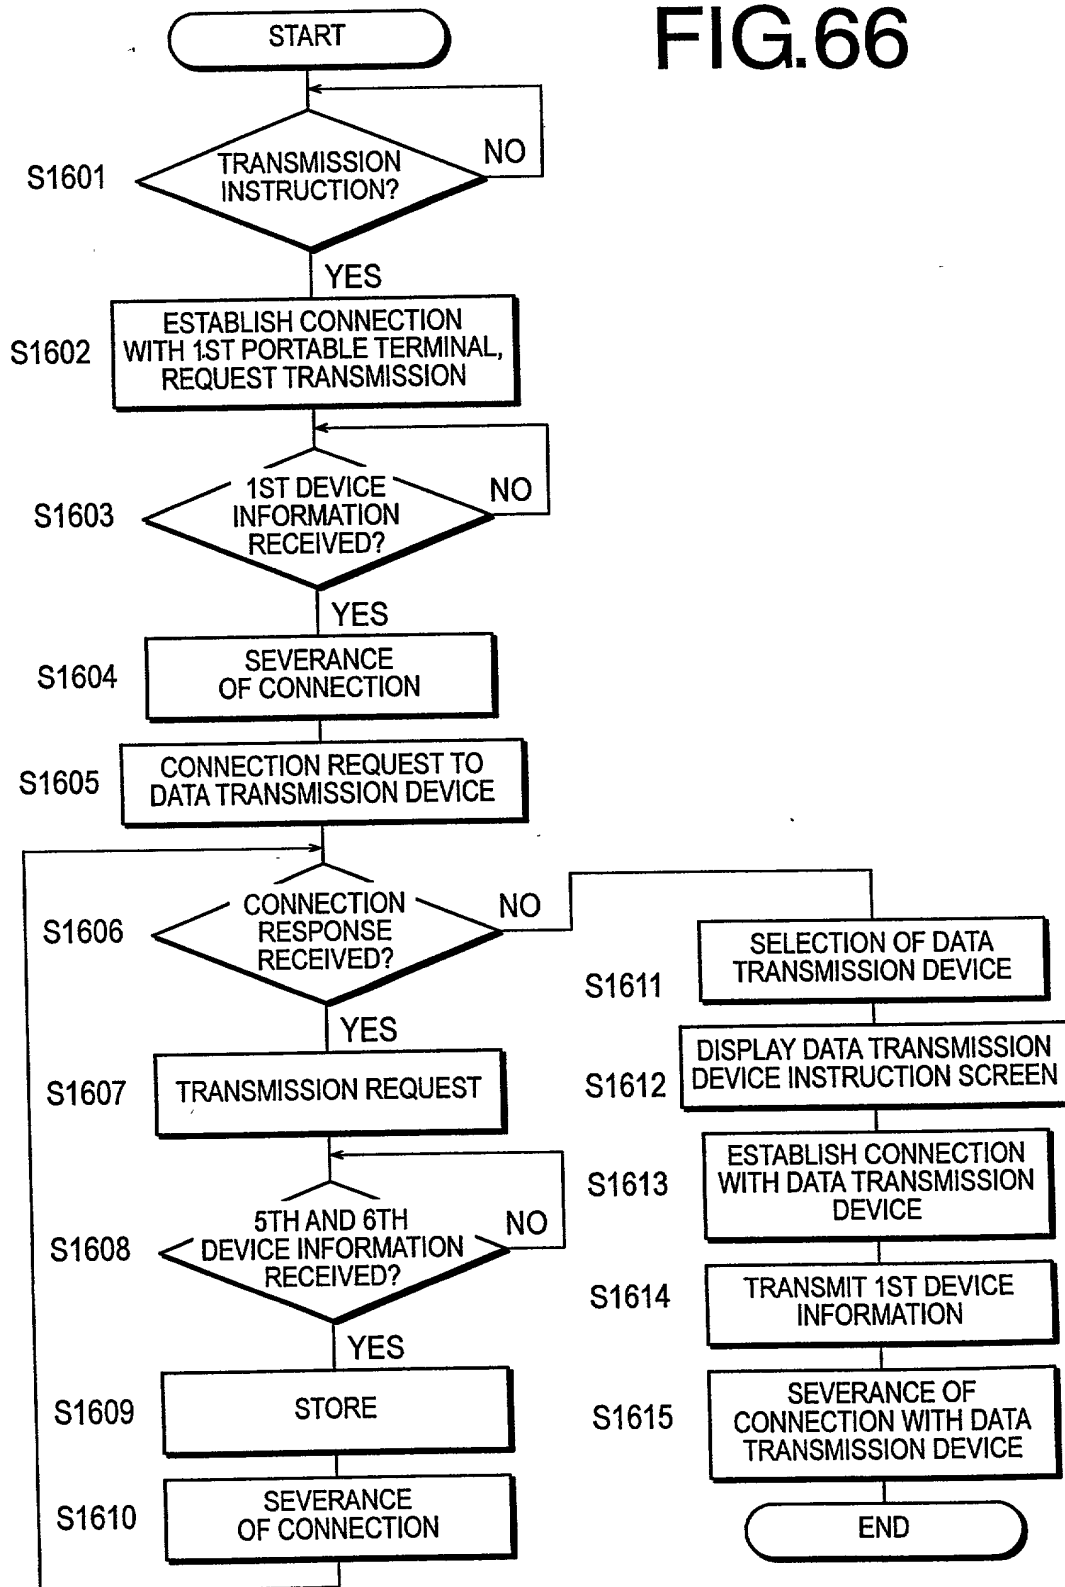 FIG.66
START
S1601
TRANSMISSION
INSTRUCTION?
NO
YES
S1602
ESTABLISH CONNECTION
WITH 1ST PORTABLE TERMINAL,
REQUEST TRANSMISSION
S1603
1ST DEVICE
INFORMATION
RECEIVED?
NO
YES
S1604
SEVERANCE
OF CONNECTION
S1605
CONNECTION REQUEST TO
DATA TRANSMISSION DEVICE
S1606
CONNECTION
RESPONSE
RECEIVED?
NO
YES
S1607
TRANSMISSION REQUEST
S1608
5TH AND 6TH
DEVICE INFORMATION
RECEIVED?
NO
YES
S1609
STORE
S1610
SEVERANCE
OF CONNECTION
S1611
SELECTION OF DATA
TRANSMISSION DEVICE
S1612
DISPLAY DATA TRANSMISSION
DEVICE INSTRUCTION SCREEN
S1613
ESTABLISH CONNECTION
WITH DATA TRANSMISSION
DEVICE
S1614
TRANSMIT 1ST DEVICE
INFORMATION
S1615
SEVERANCE OF
CONNECTION WITH DATA
TRANSMISSION DEVICE
END